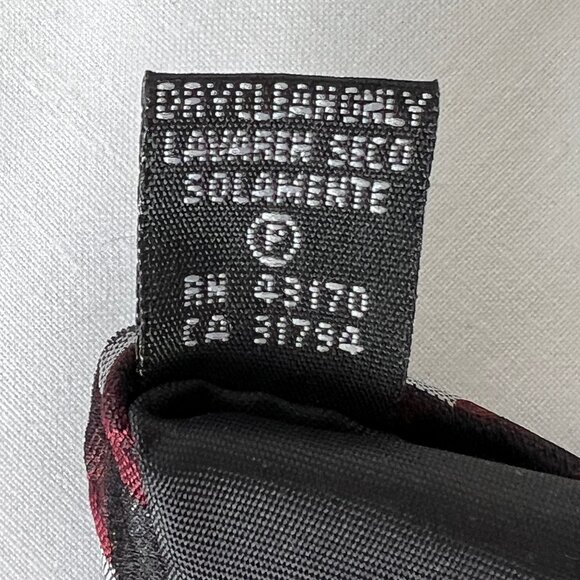 DRYCLEANONLY
LAVAREN SECO
SOLAMENTE
P
RN 43170
CA 31794